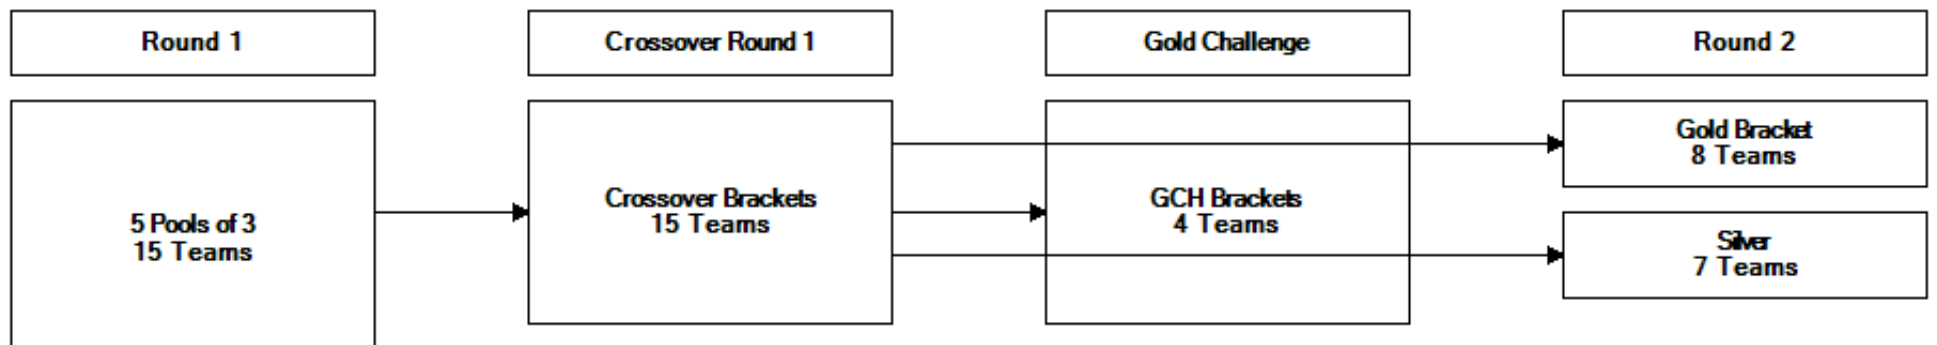 Round 1
Crossover Round 1
Gold Challenge
Round 2
5 Pools of 3
15 Teams
Crossover Brackets
15 Teams
GCH Brackets
4 Teams
Gold Bracket
8 Teams
Silver
7 Teams